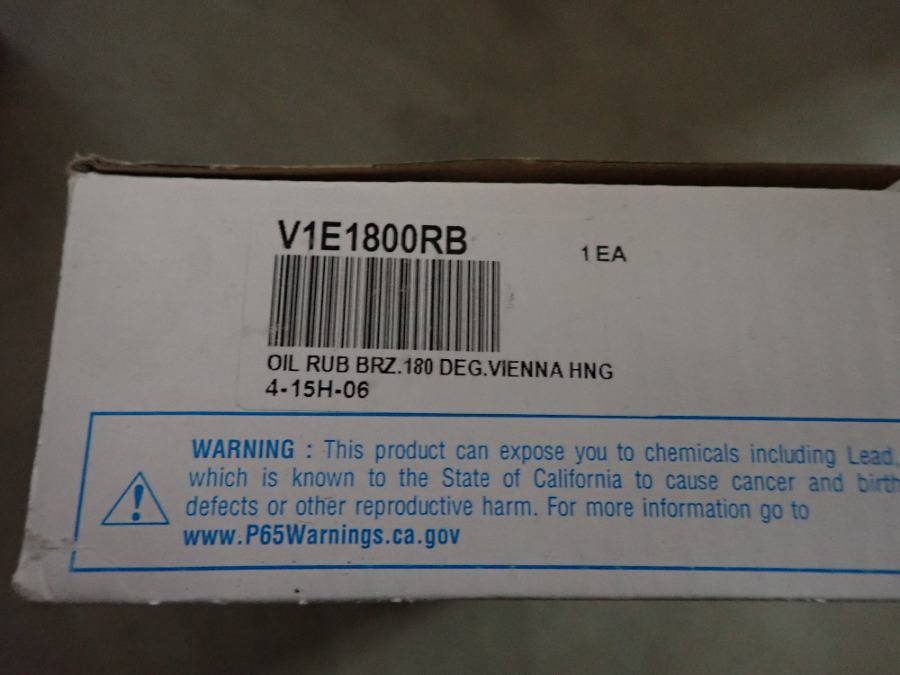 V1E1800RB
1 EA
OIL RUB BRZ.180 DEG.VIENNA HNG
4-15H-06
WARNING : This product can expose you to chemicals including Lead,
which is known to the State of California to cause cancer and birth
defects or other reproductive harm. For more information go to
www.P65Warnings.ca.gov